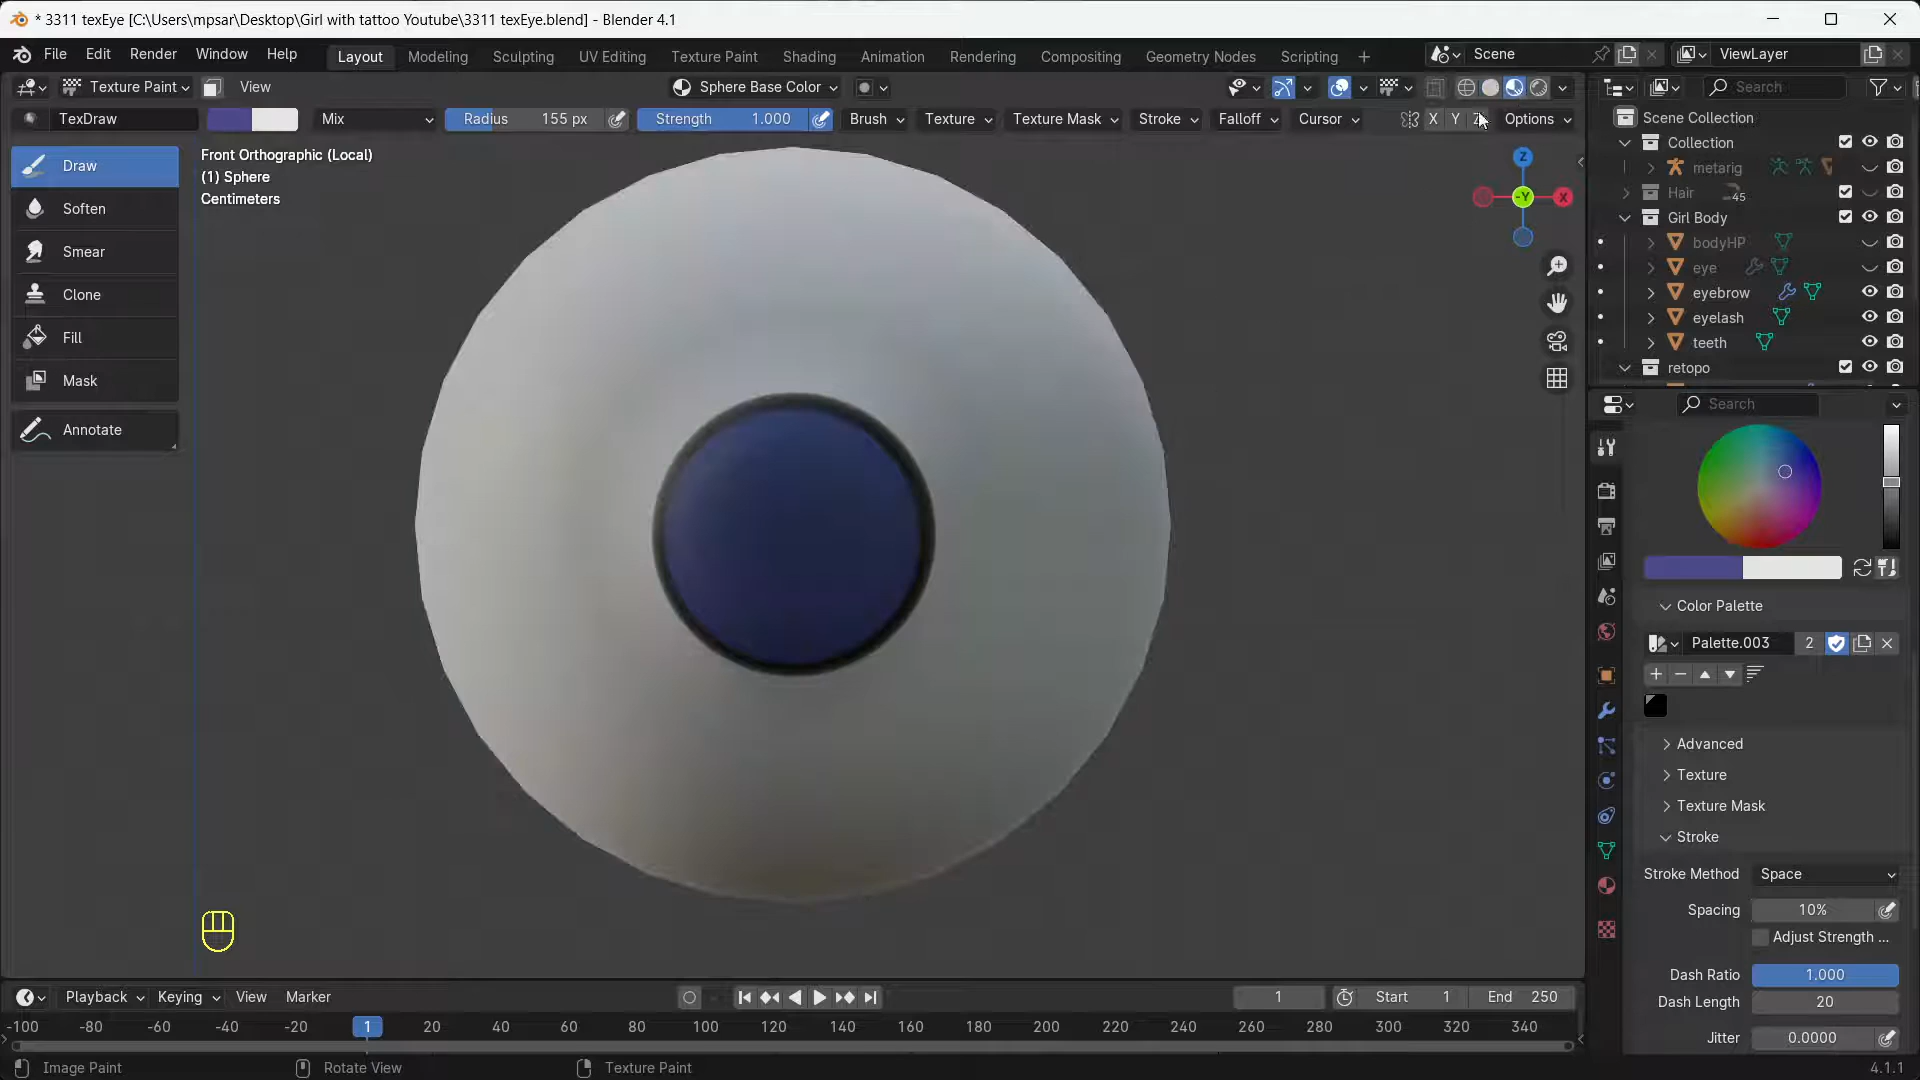 * 3311 texEye [C:\Users\mpsar\Desktop\Girl with tattoo Youtube\3311 texEye.blend] - Blender 4.1
File Edit Render Window Help Layout Modeling Sculpting UV Editing Texture Paint Shading Animation Rendering Compositing Geometry Nodes Scripting + Scene ViewLayer
Texture Paint View Sphere Base Color Search
TexDraw Mix Radius 155 px Strength 1.000 Brush Texture Texture Mask Stroke Falloff Cursor X Y Options
Draw
Soften
Smear
Clone
Fill
Mask
Annotate
Front Orthographic (Local)
(1) Sphere
Centimeters
Z
-Y X
Scene Collection
Collection
metarig
Hair 45
Girl Body
bodyHP
eye
eyebrow
eyelash
teeth
retopo
Search
Color Palette
Palette.003 2
Advanced
Texture
Texture Mask
Stroke
Stroke Method Space
Spacing 10%
Adjust Strength ...
Dash Ratio 1.000
Dash Length 20
Jitter 0.0000
Playback Keying View Marker 1 Start 1 End 250
-100 -80 -60 -40 -20 1 20 40 60 80 100 120 140 160 180 200 220 240 260 280 300 320 340
Image Paint Rotate View Texture Paint 4.1.1